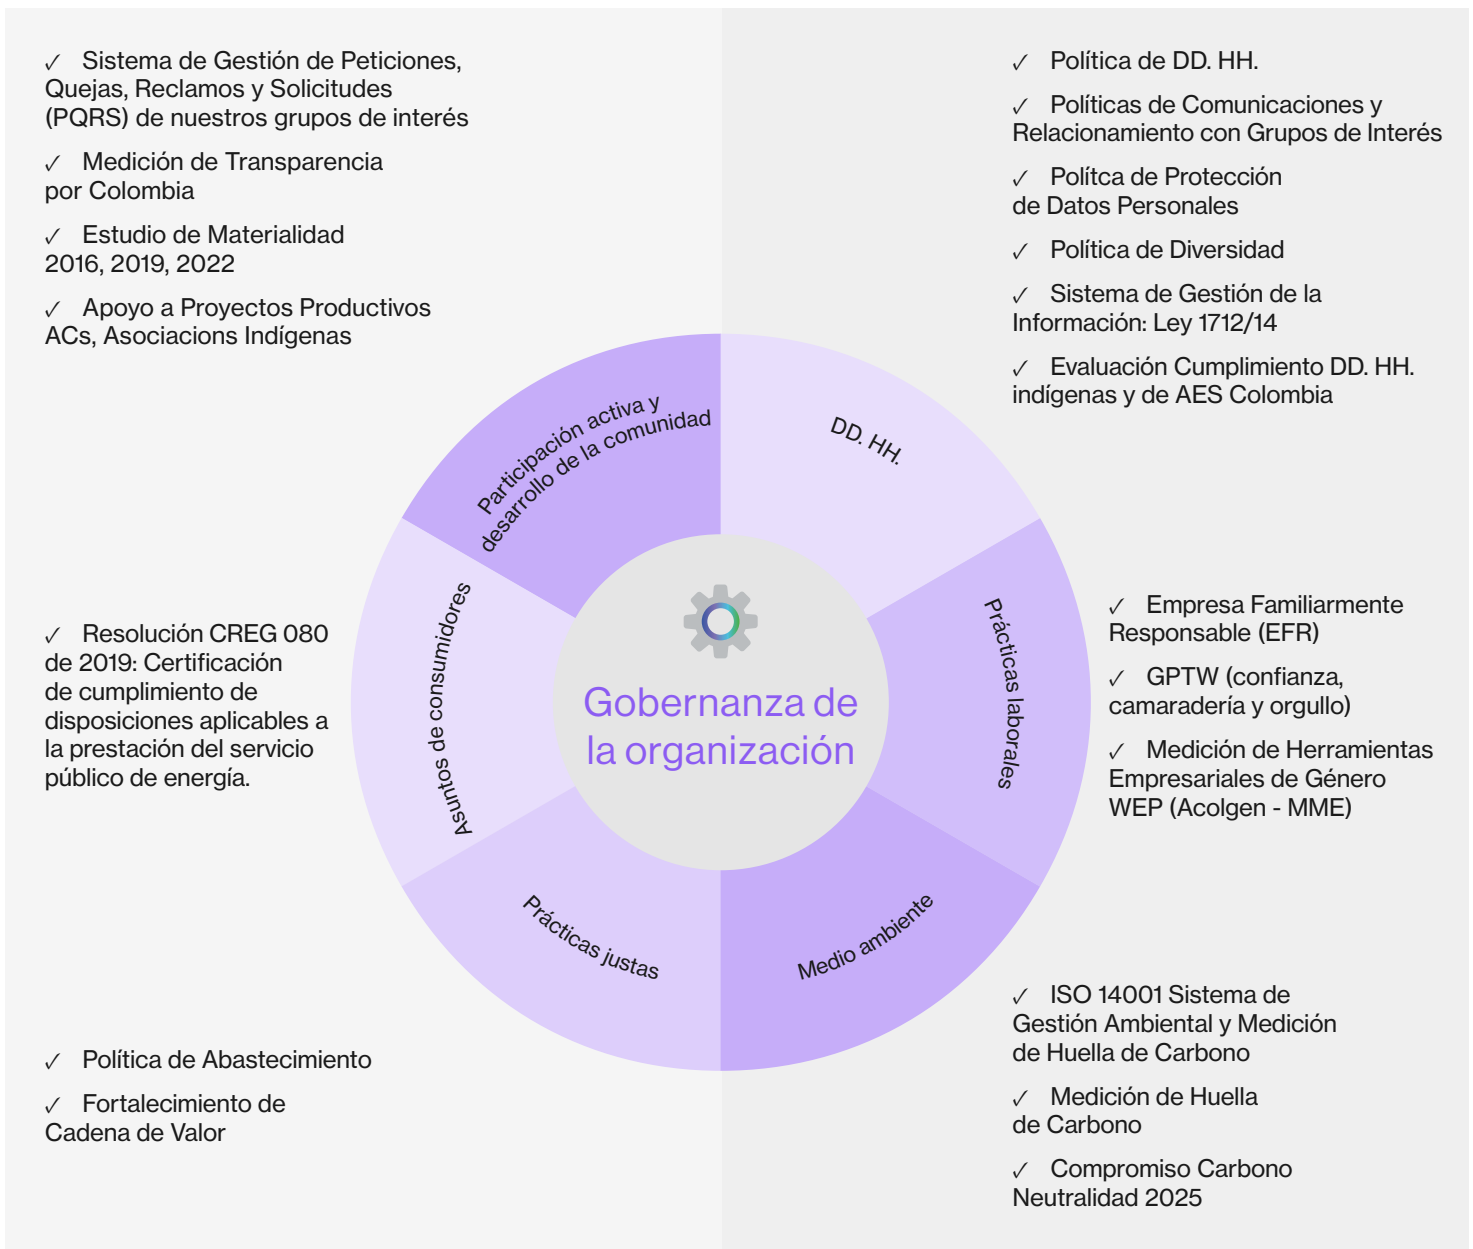 ✓ Sistema de Gestión de Peticiones,
Quejas, Reclamos y Solicitudes
(PQRS) de nuestros grupos de interés
✓ Medición de Transparencia
por Colombia
✓ Estudio de Materialidad
2016, 2019, 2022
✓ Apoyo a Proyectos Productivos
ACs, Asociacions Indígenas
✓ Política de DD. HH.
✓ Políticas de Comunicaciones y
Relacionamiento con Grupos de Interés
✓ Polítca de Protección
de Datos Personales
✓ Política de Diversidad
✓ Sistema de Gestión de la
Información: Ley 1712/14
✓ Evaluación Cumplimiento DD. HH.
indígenas y de AES Colombia
Participación activa y
desarrollo de la comunidad
DD. HH.
Prácticas laborales
Medio ambiente
Prácticas justas
Asuntos de consumidores
Gobernanza de
la organización
✓ Resolución CREG 080
de 2019: Certificación
de cumplimiento de
disposiciones aplicables a
la prestación del servicio
público de energía.
✓ Empresa Familiarmente
Responsable (EFR)
✓ GPTW (confianza,
camaradería y orgullo)
✓ Medición de Herramientas
Empresariales de Género
WEP (Acolgen - MME)
✓ Política de Abastecimiento
✓ Fortalecimiento de
Cadena de Valor
✓ ISO 14001 Sistema de
Gestión Ambiental y Medición
de Huella de Carbono
✓ Medición de Huella
de Carbono
✓ Compromiso Carbono
Neutralidad 2025